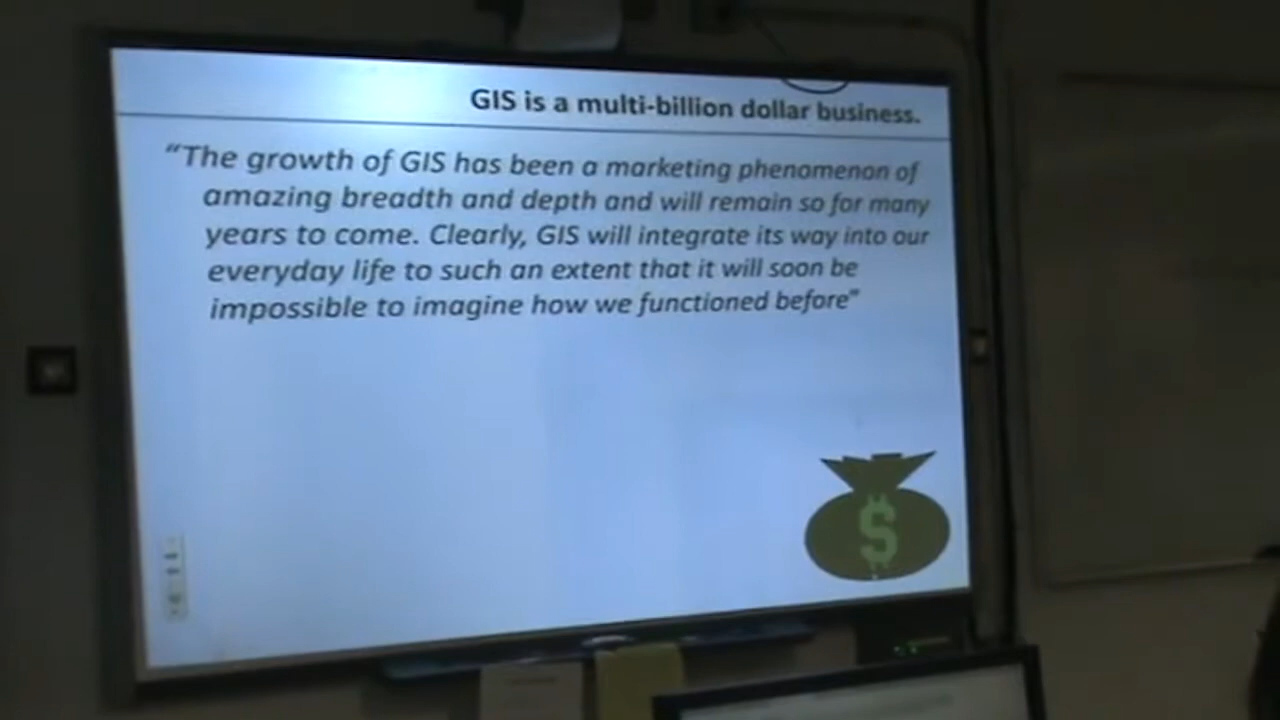 GIS is a multi-billion dollar business.
“The growth of GIS has been a marketing phenomenon of
amazing breadth and depth and will remain so for many
years to come. Clearly, GIS will integrate its way into our
everyday life to such an extent that it will soon be
impossible to imagine how we functioned before”
$